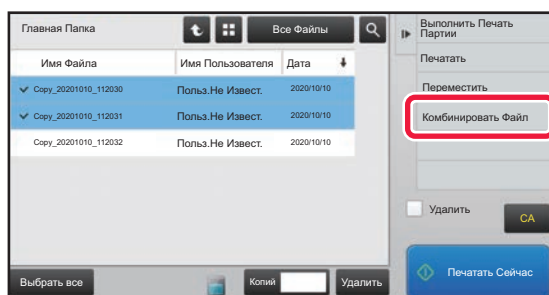 Главная Папка
Все Файлы
Имя Файла Имя Пользователя Дата
Copy_20201010_112030 Польз.Не Извест. 2020/10/10
Copy_20201010_112031 Польз.Не Извест. 2020/10/10
Copy_20201010_112032 Польз.Не Извест. 2020/10/10
Выбрать все
Копий
Удалить
Выполнить Печать
Партии
Печатать
Переместить
Комбинировать Файл
Удалить
CA
Печатать Сейчас